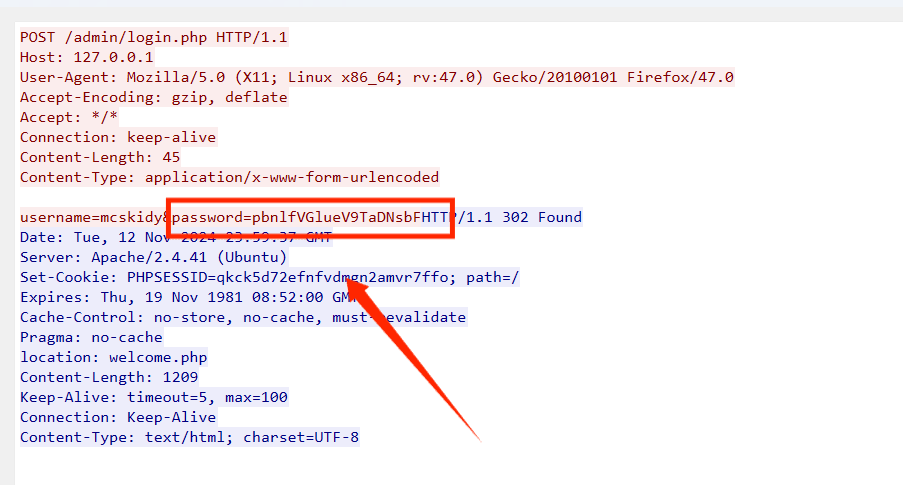 POST /admin/login.php HTTP/1.1
Host: 127.0.0.1
User-Agent: Mozilla/5.0 (X11; Linux x86_64; rv:47.0) Gecko/20100101 Firefox/47.0
Accept-Encoding: gzip, deflate
Accept: */*
Connection: keep-alive
Content-Length: 45
Content-Type: application/x-www-form-urlencoded
username=mcskidy&password=pbnlfVGlueV9TaDNsbFHTTP/1.1 302 Found
Date: Tue, 12 Nov 2024 23:59:37 GMT
Server: Apache/2.4.41 (Ubuntu)
Set-Cookie: PHPSESSID=qkck5d72efnfvdmgn2amvr7ffo; path=/
Expires: Thu, 19 Nov 1981 08:52:00 GMT
Cache-Control: no-store, no-cache, must-revalidate
Pragma: no-cache
location: welcome.php
Content-Length: 1209
Keep-Alive: timeout=5, max=100
Connection: Keep-Alive
Content-Type: text/html; charset=UTF-8